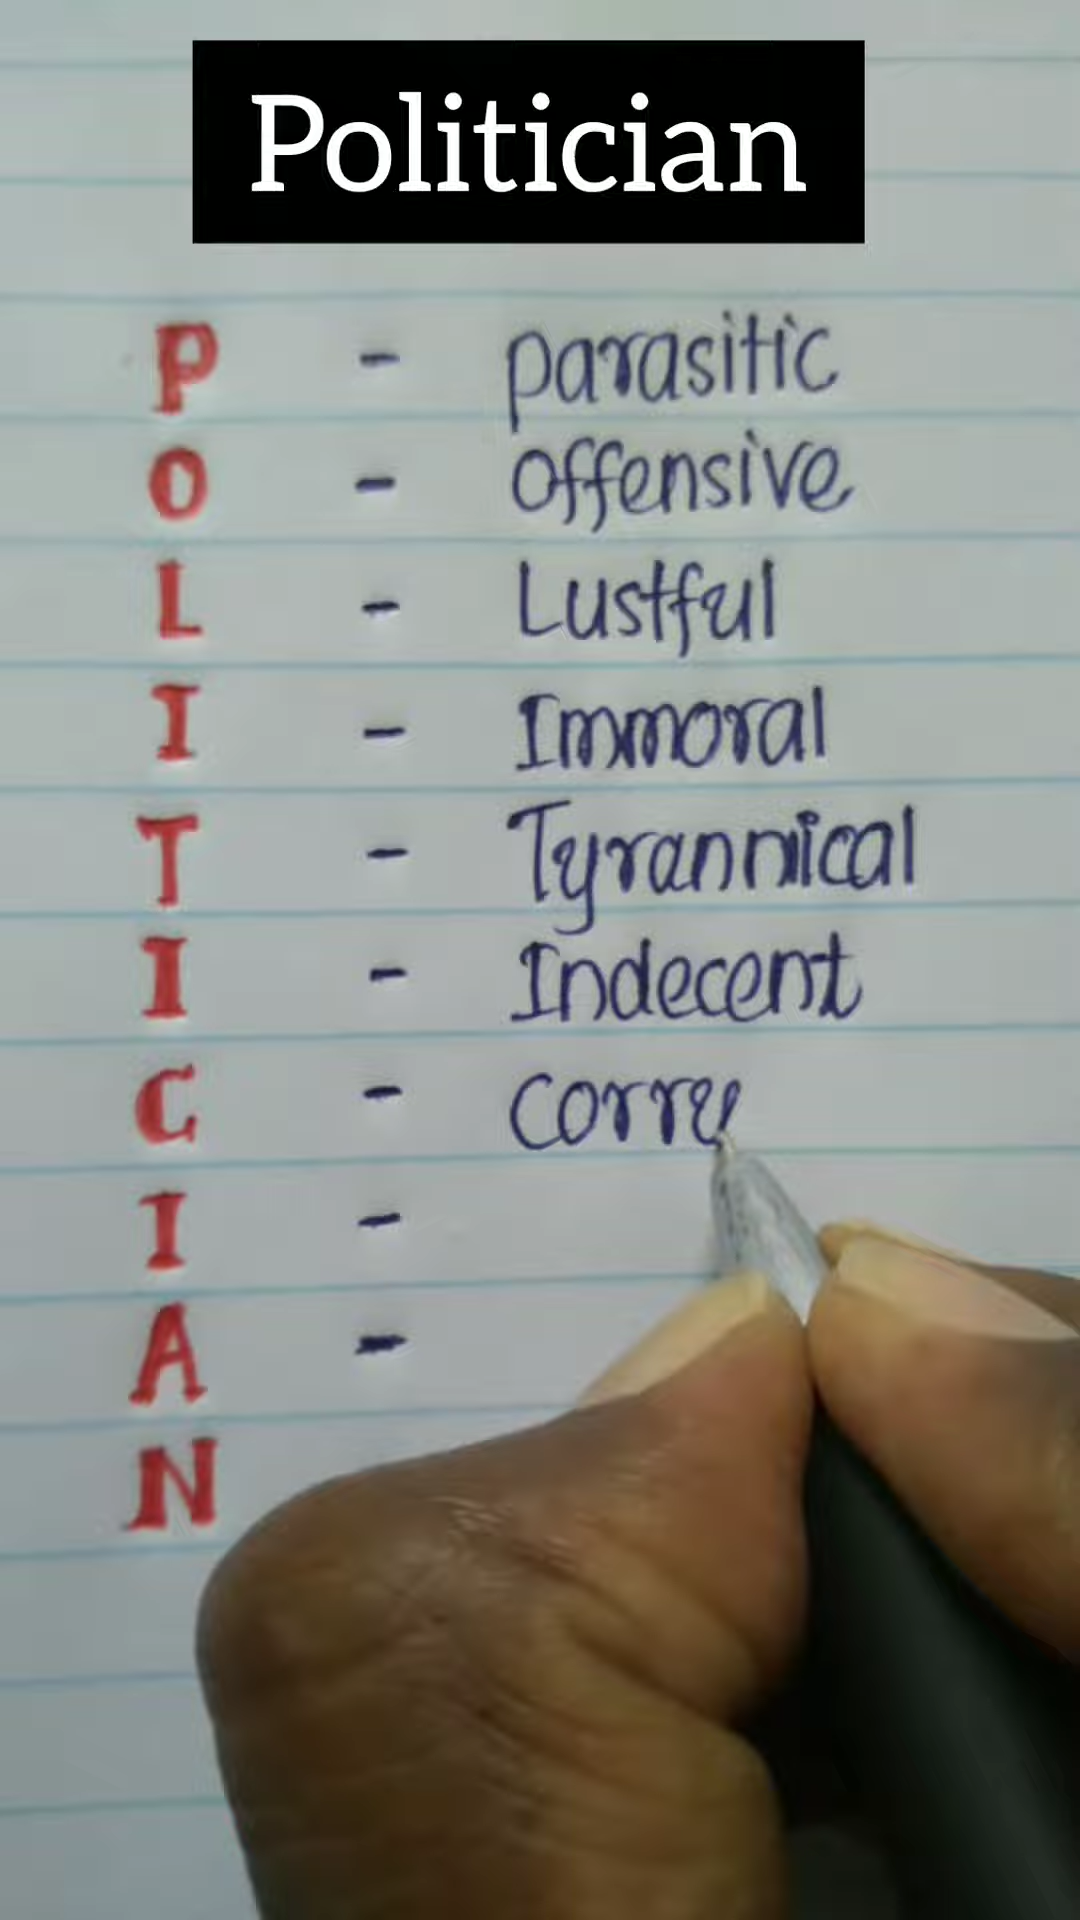 Politician
P - parasitic
O - offensive
L - Lustful
I - Immoral
T - Tyrannical
I - Indecent
C - corru
I -
A -
N